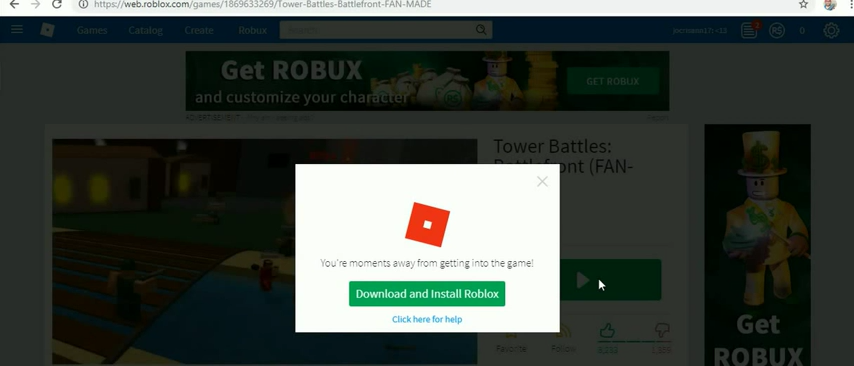 https://web.roblox.com/games/1869633269/Tower-Battles-Battlefront-FAN-MADE
Games Catalog Create Robux Search
0
Get ROBUX
and customize your character
GET ROBUX
Tower Battles:
Battlefront (FAN-
You're moments away from getting into the game!
Download and Install Roblox
Click here for help
Favorite Follow
Get
ROBUX